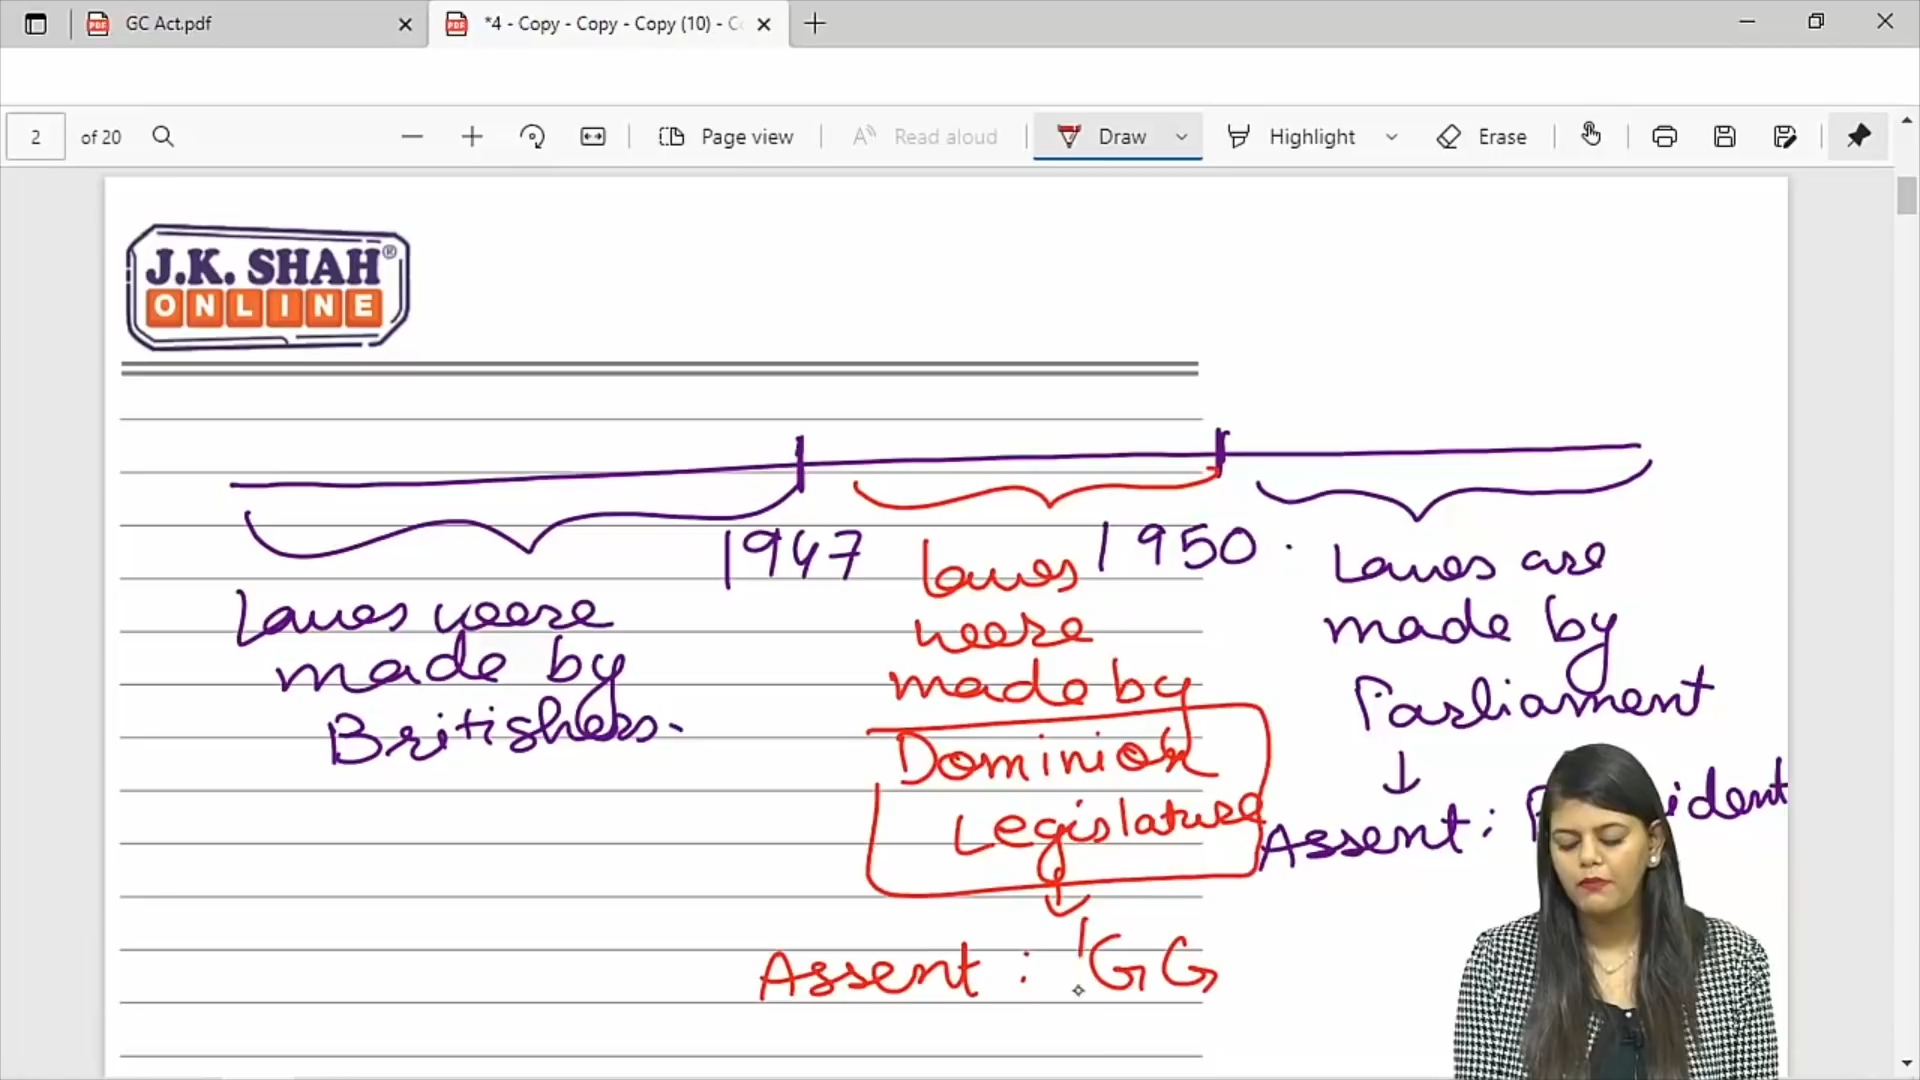 GC Act.pdf
*4 - Copy - Copy - Copy (10) - Co
2 of 20
Page view
Read aloud
Draw
Highlight
Erase
J.K. SHAH®
ONLINE
1947
1950
Laws were
made by
Britishers.
Laws
were
made by
Dominion
Legislature
Assent : GG
Laws are
made by
Parliament
Assent :